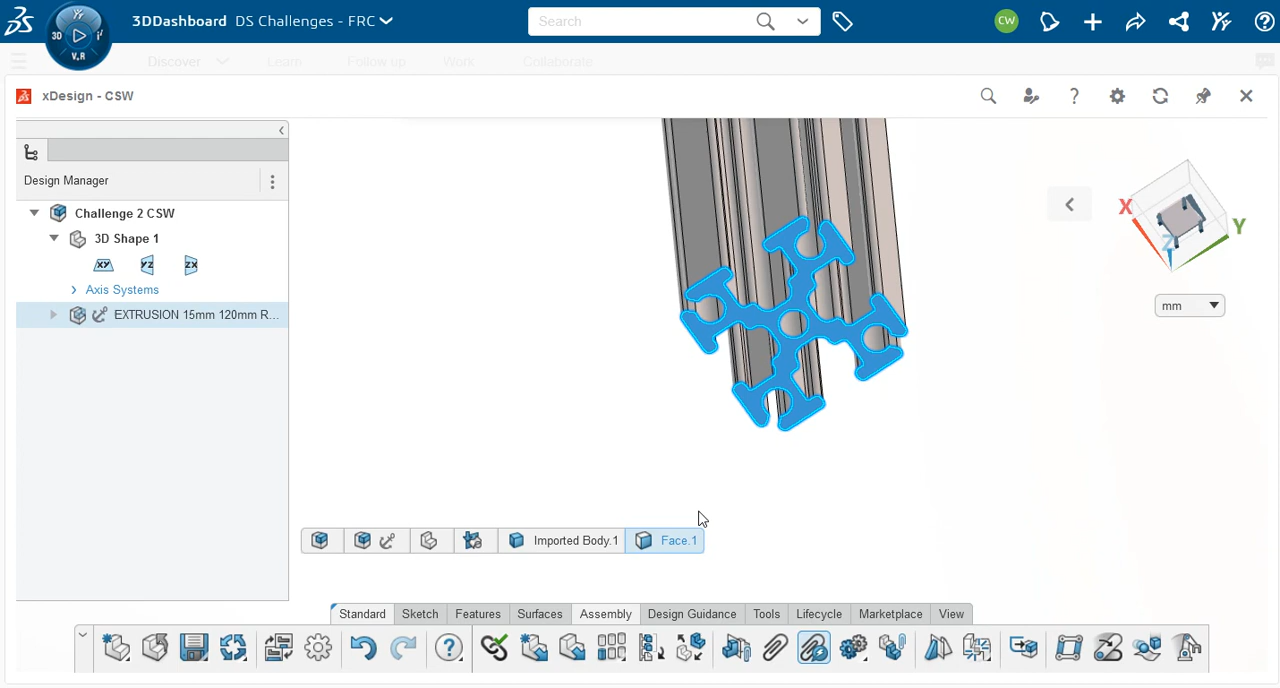 3DDashboard DS Challenges - FRC
Search
CW
3D
V.R
Discover Learn Follow up Work Collaborate
xDesign - CSW
Design Manager
Challenge 2 CSW
3D Shape 1
XY YZ ZX
Axis Systems
EXTRUSION 15mm 120mm R...
X
Y
Z
mm
Imported Body.1 Face.1
Standard Sketch Features Surfaces Assembly Design Guidance Tools Lifecycle Marketplace View